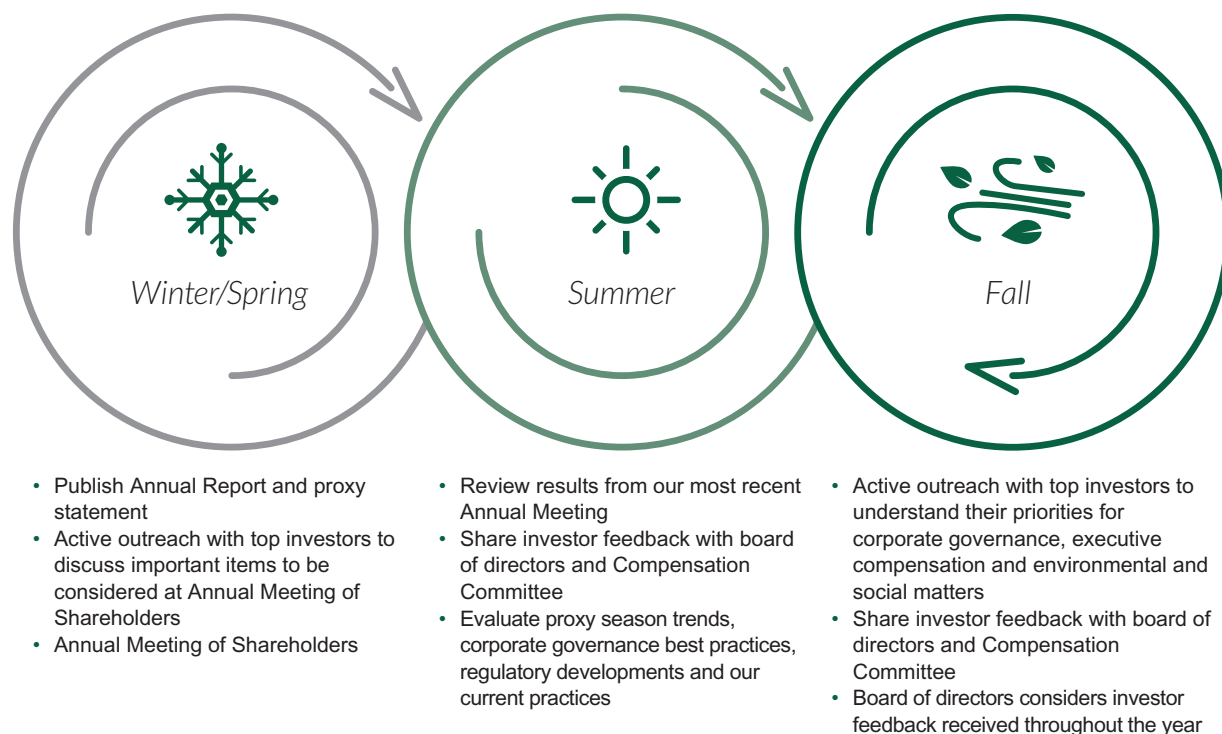 Winter/Spring
• Publish Annual Report and proxy
statement
• Active outreach with top investors to
discuss important items to be
considered at Annual Meeting of
Shareholders
• Annual Meeting of Shareholders
Summer
• Review results from our most recent
Annual Meeting
• Share investor feedback with board
of directors and Compensation
Committee
• Evaluate proxy season trends,
corporate governance best practices,
regulatory developments and our
current practices
Fall
• Active outreach with top investors to
understand their priorities for
corporate governance, executive
compensation and environmental and
social matters
• Share investor feedback with board of
directors and Compensation
Committee
• Board of directors considers investor
feedback received throughout the year